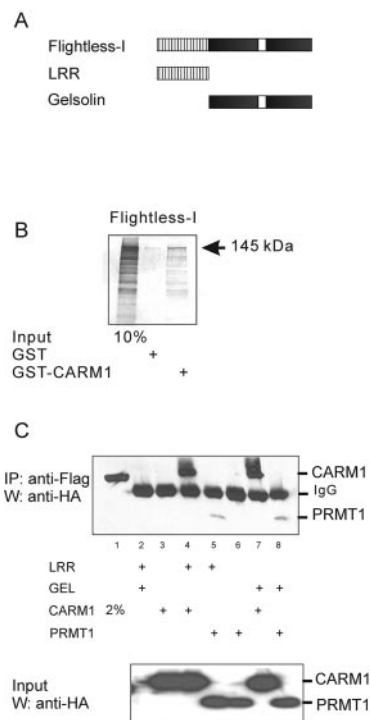 A
Flightless-I
LRR
Gelsolin
B
Flightless-I
145 kDa
Input 10%
GST +
GST-CARM1 +
C
IP: anti-Flag
W: anti-HA
CARM1
IgG
PRMT1
1 2 3 4 5 6 7 8
LRR + + +
GEL + + +
CARM1 2% + + +
PRMT1 + + +
Input
W: anti-HA
CARM1
PRMT1